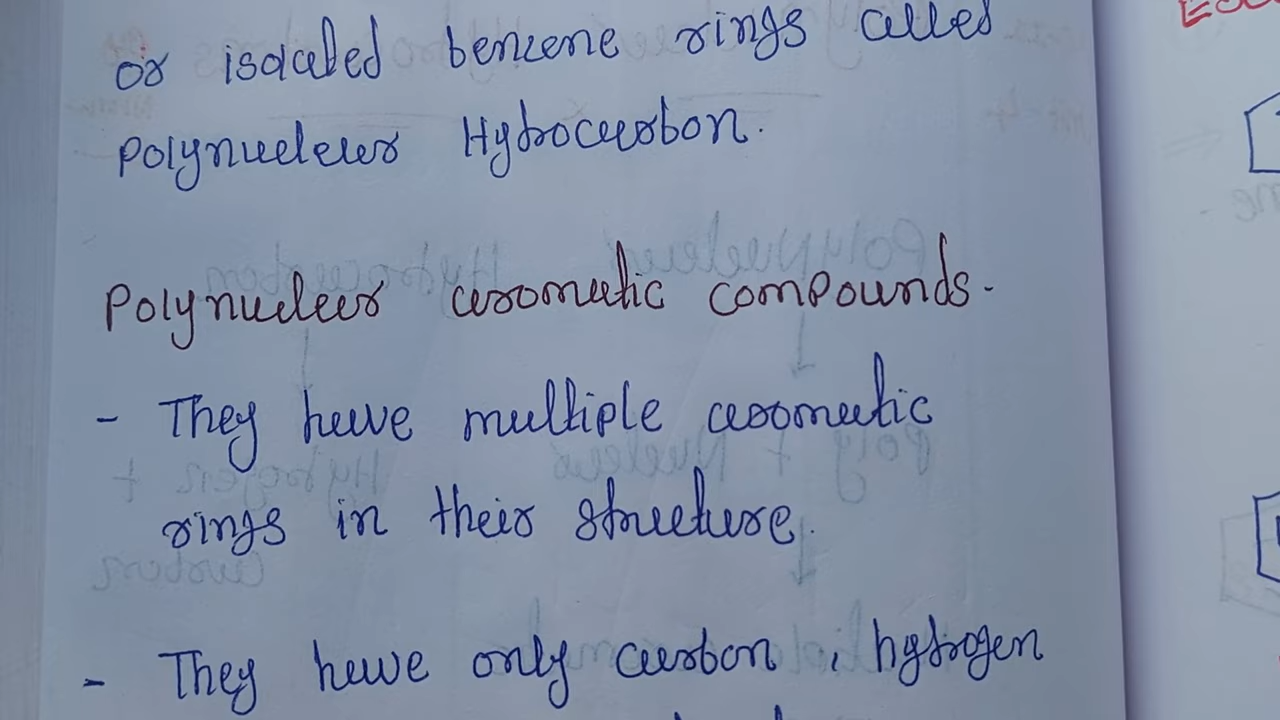 or isolated benzene rings called
Polynuclear Hydrocarbon.
Polynuclear aromatic compounds.
- They have multiple aromatic
rings in their structure.
- They have only carbon, hydrogen